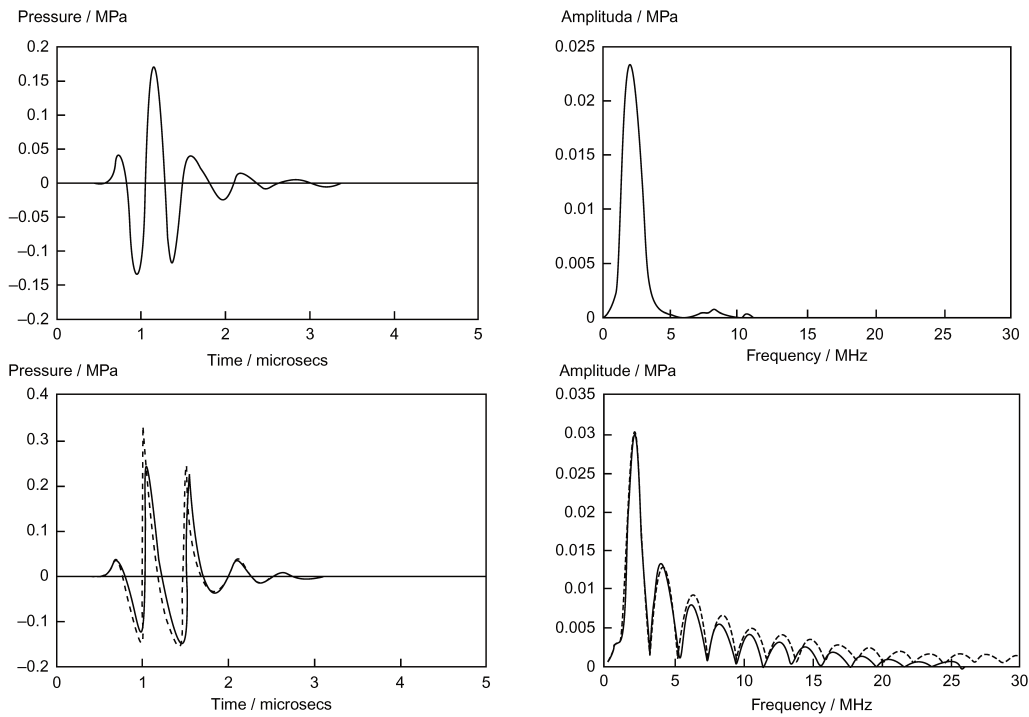 Pressure / MPa
0.2
0.15
0.1
0.05
0
–0.05
–0.1
–0.15
–0.2
0 1 2 3 4 5
Time / microsecs
Amplituda / MPa
0.025
0.02
0.015
0.01
0.005
0
0 5 10 15 20 25 30
Frequency / MHz
Pressure / MPa
0.4
0.3
0.2
0.1
0
–0.1
–0.2
0 1 2 3 4 5
Time / microsecs
Amplitude / MPa
0.035
0.03
0.025
0.02
0.015
0.01
0.005
0
0 5 10 15 20 25 30
Frequency / MHz